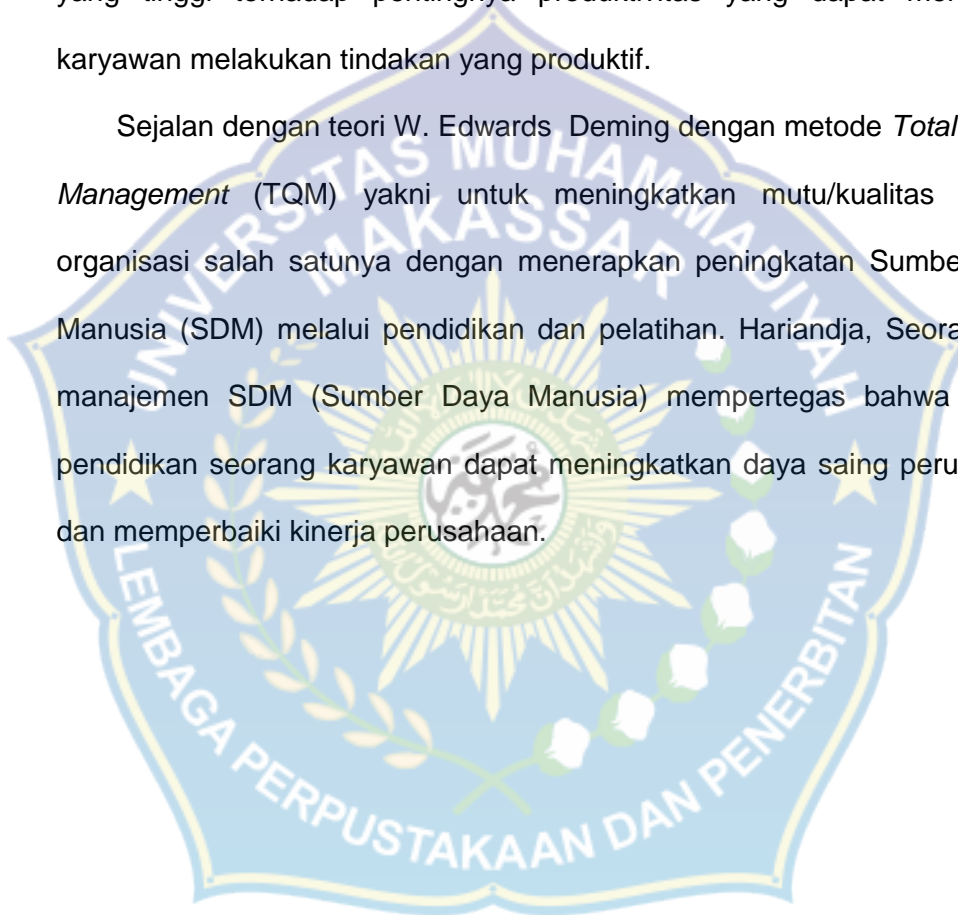 yang tinggi terhadap pentingnya produktivitas yang dapat
karyawan melakukan tindakan yang produktif.
Sejalan dengan teori W. Edwards Deming dengan metode Total
Management (TQM) yakni untuk meningkatkan mutu/kualitas
organisasi salah satunya dengan menerapkan peningkatan Sumbe
Manusia (SDM) melalui pendidikan dan pelatihan. Hariandja, Seora
manajemen SDM (Sumber Daya Manusia) mempertegas bahwa
pendidikan seorang karyawan dapat meningkatkan daya saing peru
dan memperbaiki kinerja perusahaan.
UNIVERSITAS MUHAMMADIYAH
MAKASSAR
LEMBAGA PERPUSTAKAAN DAN PENERBITAN